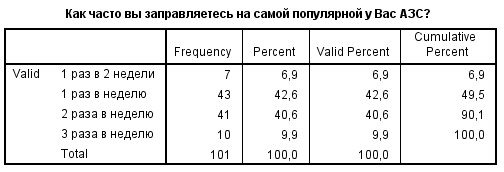 Как часто вы заправляетесь на самой популярной у Вас АЗС?
Frequency Percent Valid Percent Cumulative Percent
Valid 1 раз в 2 недели 7 6,9 6,9 6,9
1 раз в неделю 43 42,6 42,6 49,5
2 раза в неделю 41 40,6 40,6 90,1
3 раза в неделю 10 9,9 9,9 100,0
Total 101 100,0 100,0